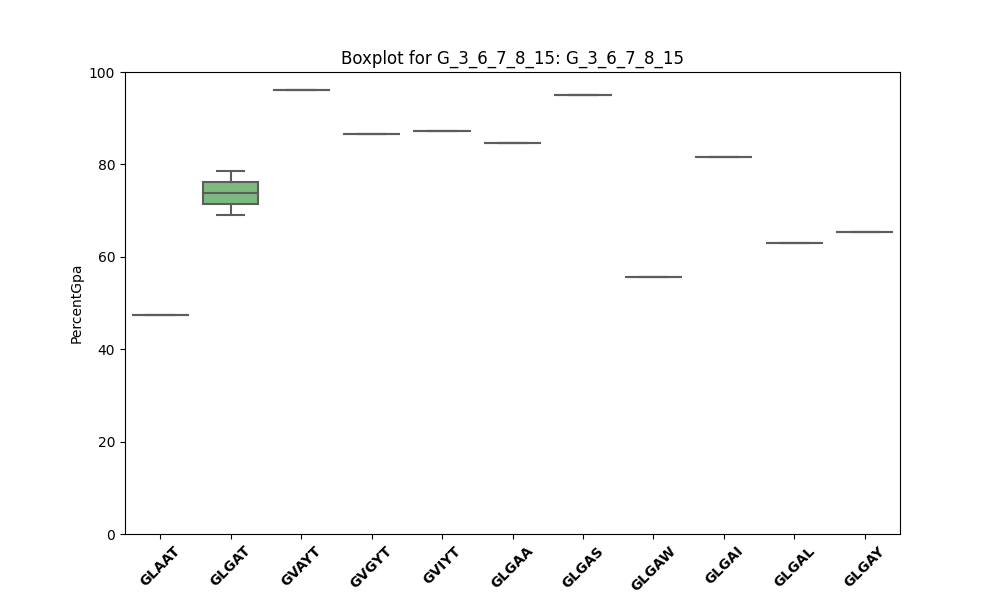 Boxplot for G_3_6_7_8_15: G_3_6_7_8_15
100
80
60
40
20
0
PercentGpa
GLAAT
GLGAT
GVAYT
GVGYT
GVIYT
GLGAA
GLGAS
GLGAW
GLGAI
GLGAL
GLGAY